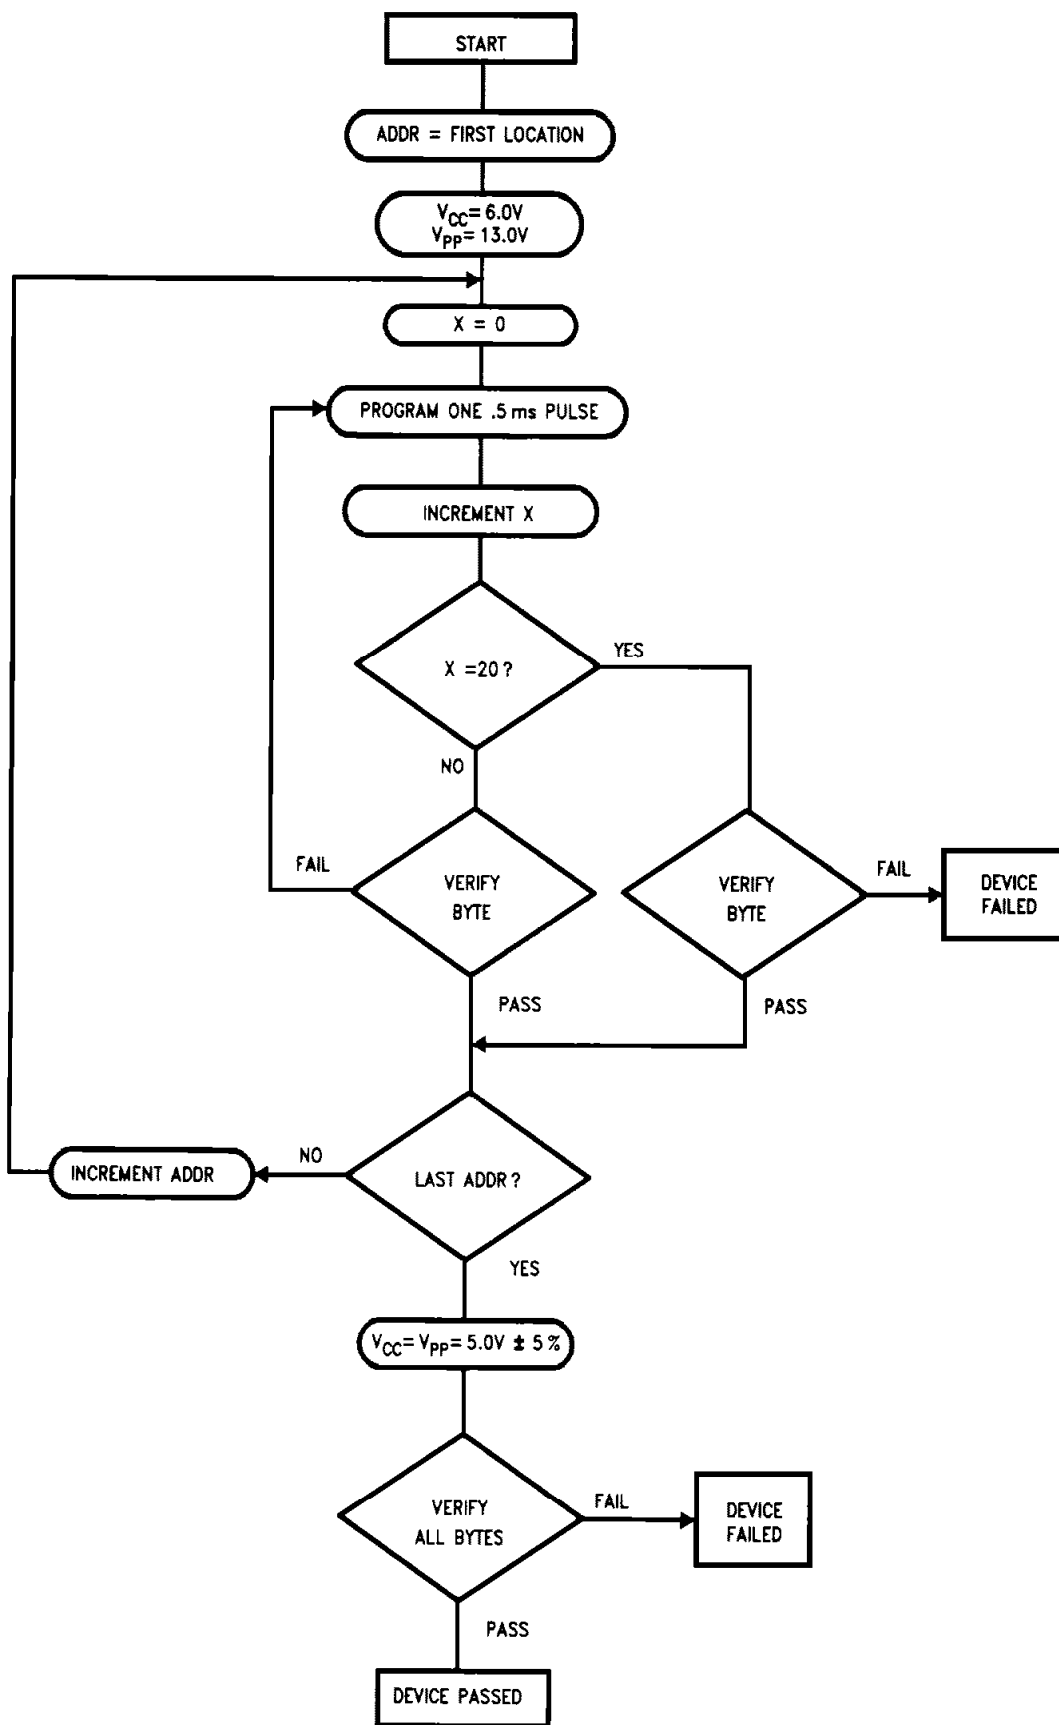 START
ADDR = FIRST LOCATION
VCC= 6.0V
VPP= 13.0V
X = 0
PROGRAM ONE .5 ms PULSE
INCREMENT X
X =20 ?
YES
NO
FAIL
VERIFY
BYTE
VERIFY
BYTE
FAIL
DEVICE
FAILED
PASS
PASS
INCREMENT ADDR
NO
LAST ADDR ?
YES
VCC= VPP= 5.0V ± 5 %
VERIFY
ALL BYTES
FAIL
DEVICE
FAILED
PASS
DEVICE PASSED